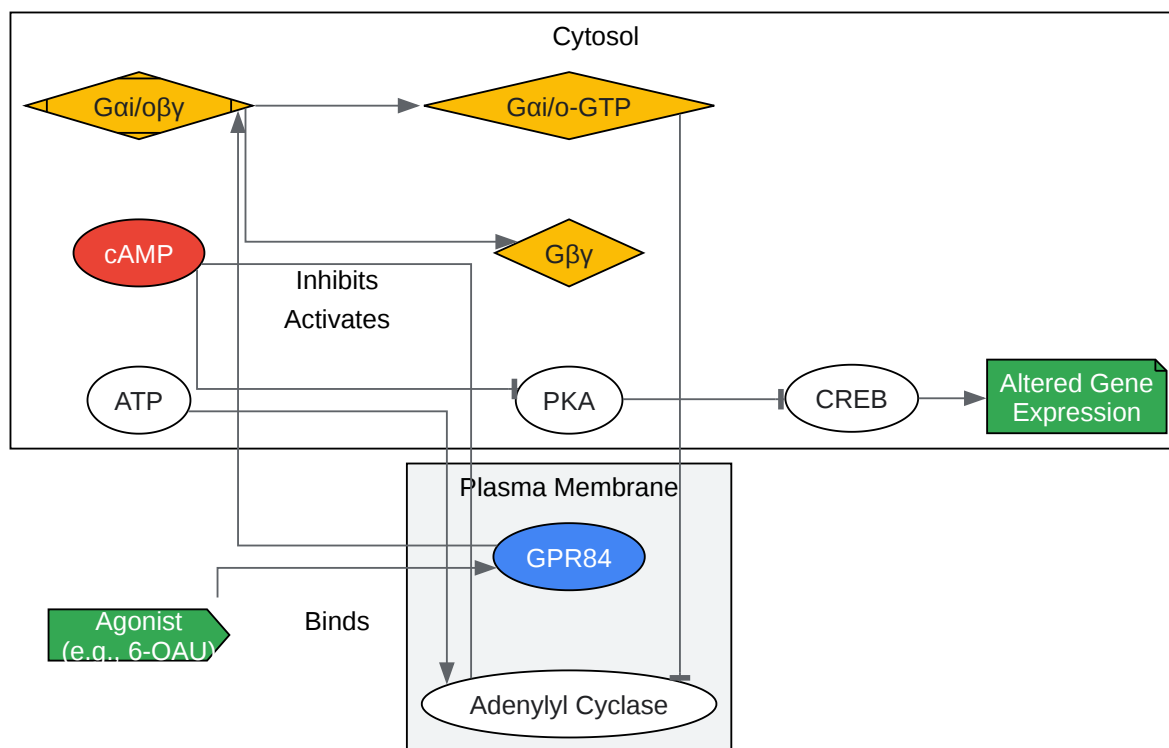 Cytosol
Gαi/oβγ
Gαi/o-GTP
cAMP
Gβγ
Inhibits
Activates
ATP
PKA
CREB
Altered Gene
Expression
Plasma Membrane
GPR84
Agonist
(e.g., 6-OAU)
Binds
Adenylyl Cyclase